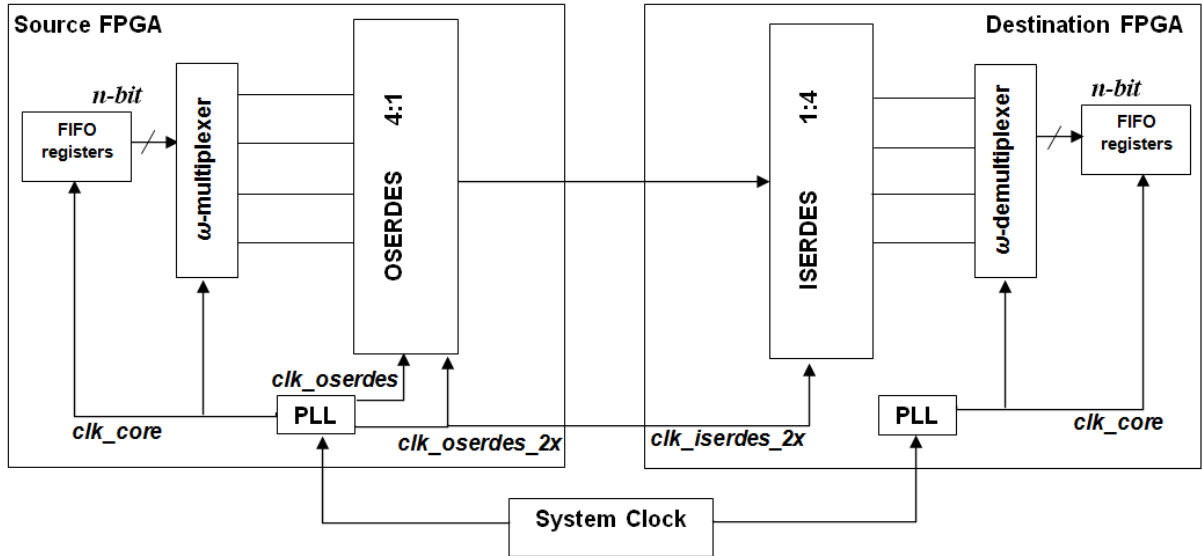 Source FPGA
n-bit
FIFO
registers
ω-multiplexer
OSERDES 4:1
clk_oserdes
PLL
clk_core
clk_oserdes_2x
Destination FPGA
ISERDES 1:4
ω-demultiplexer
n-bit
FIFO
registers
clk_iserdes_2x
PLL
clk_core
System Clock